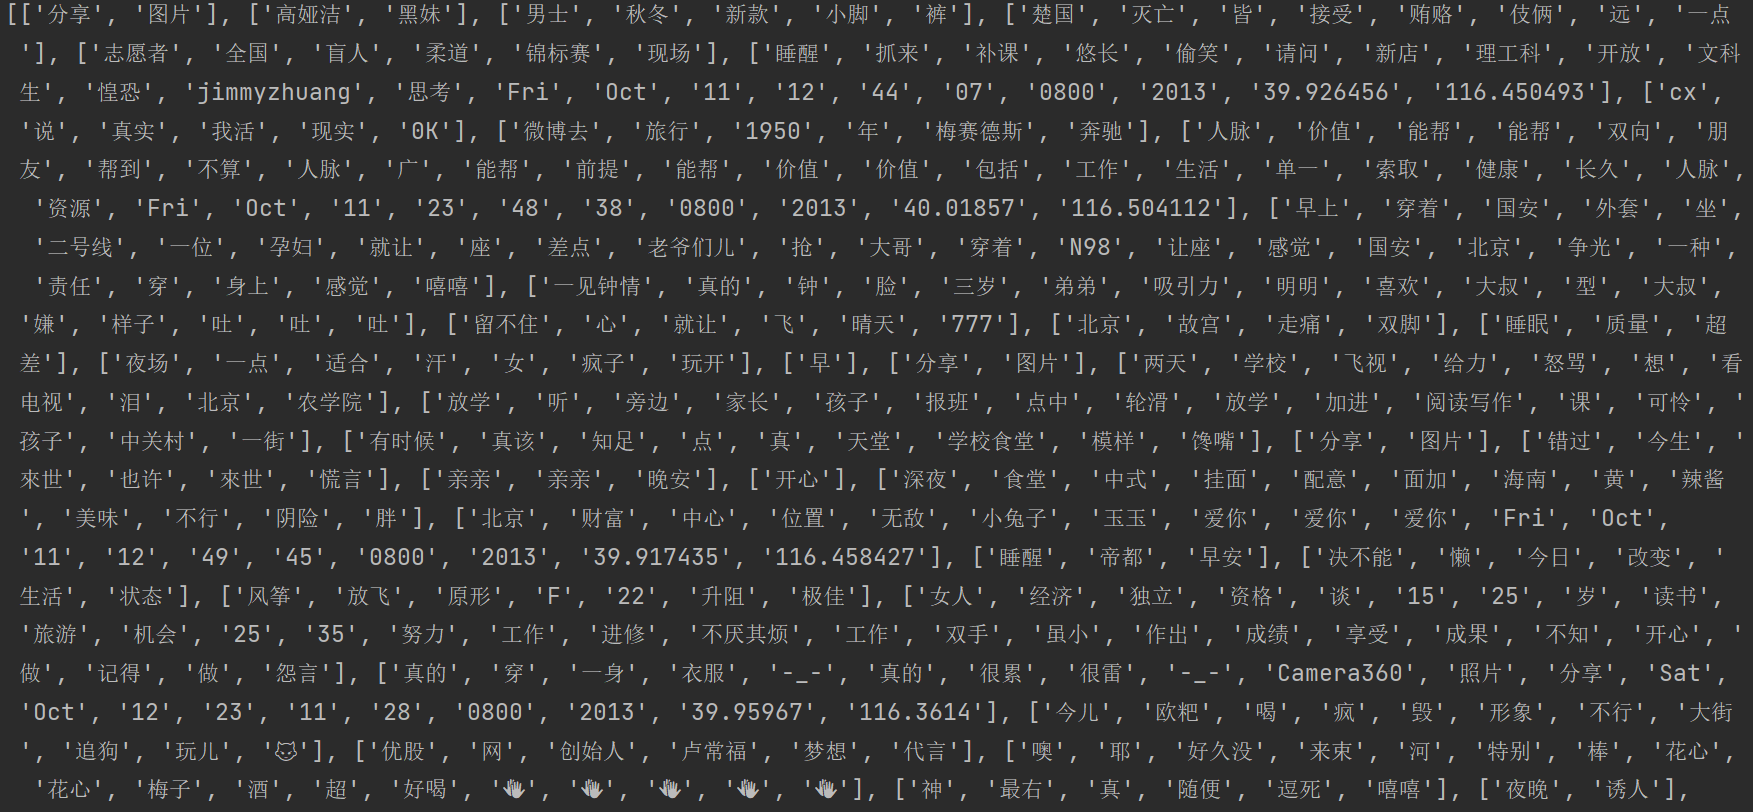 [['分享', '图片'], ['高娅洁', '黑妹'], ['男士', '秋冬', '新款', '小脚', '裤'], ['楚国', '灭亡', '皆', '接受', '贿赂', '伎俩', '远', '一点
'], ['志愿者', '全国', '盲人', '柔道', '锦标赛', '现场'], ['睡醒', '抓来', '补课', '悠长', '偷笑', '请问', '新店', '理工科', '开放', '文科
生', '惶恐', 'jimmyzhuang', '思考', 'Fri', 'Oct', '11', '12', '44', '07', '0800', '2013', '39.926456', '116.450493'], ['cx',
'说', '真实', '我活', '现实', 'OK'], ['微博去', '旅行', '1950', '年', '梅赛德斯', '奔驰'], ['人脉', '价值', '能帮', '能帮', '双向', '朋
友', '帮到', '不算', '人脉', '广', '能帮', '前提', '能帮', '价值', '价值', '包括', '工作', '生活', '单一', '索取', '健康', '长久', '人脉',
'资源', 'Fri', 'Oct', '11', '23', '48', '38', '0800', '2013', '40.01857', '116.504112'], ['早上', '穿着', '国安', '外套', '坐',
'二号线', '一位', '孕妇', '就让', '座', '差点', '老爷们儿', '抢', '大哥', '穿着', 'N98', '让座', '感觉', '国安', '北京', '争光', '一种',
'责任', '穿', '身上', '感觉', '嘻嘻'], ['一见钟情', '真的', '钟', '脸', '三岁', '弟弟', '吸引力', '明明', '喜欢', '大叔', '型', '大叔',
'嫌', '样子', '吐', '吐', '吐'], ['留不住', '心', '就让', '飞', '晴天', '777'], ['北京', '故宫', '走痛', '双脚'], ['睡眠', '质量', '超
差'], ['夜场', '一点', '适合', '汗', '女', '疯子', '玩开'], ['早'], ['分享', '图片'], ['两天', '学校', '飞视', '给力', '怒骂', '想', '看
电视', '泪', '北京', '农学院'], ['放学', '听', '旁边', '家长', '孩子', '报班', '点中', '轮滑', '放学', '加进', '阅读写作', '课', '可怜', '
孩子', '中关村', '一街'], ['有时候', '真该', '知足', '点', '真', '天堂', '学校食堂', '模样', '馋嘴'], ['分享', '图片'], ['错过', '今生', '
來世', '也许', '來世', '慌言'], ['亲亲', '亲亲', '晚安'], ['开心'], ['深夜', '食堂', '中式', '挂面', '配意', '面加', '海南', '黄', '辣酱
', '美味', '不行', '阴险', '胖'], ['北京', '财富', '中心', '位置', '无敌', '小兔子', '玉玉', '爱你', '爱你', '爱你', 'Fri', 'Oct',
'11', '12', '49', '45', '0800', '2013', '39.917435', '116.458427'], ['睡醒', '帝都', '早安'], ['决不能', '懒', '今日', '改变', '
生活', '状态'], ['风筝', '放飞', '原形', 'F', '22', '升阻', '极佳'], ['女人', '经济', '独立', '资格', '谈', '15', '25', '岁', '读书',
'旅游', '机会', '25', '35', '努力', '工作', '进修', '不厌其烦', '工作', '双手', '虽小', '作出', '成绩', '享受', '成果', '不知', '开心', '
做', '记得', '做', '怨言'], ['真的', '穿', '一身', '衣服', '-_-', '真的', '很累', '很雷', '-_-', 'Camera360', '照片', '分享', 'Sat',
'Oct', '12', '23', '11', '28', '0800', '2013', '39.95967', '116.3614'], ['今儿', '欧粑', '喝', '疯', '毁', '形象', '不行', '大街
', '追狗', '玩儿', '🐱'], ['优股', '网', '创始人', '卢常福', '梦想', '代言'], ['噢', '耶', '好久没', '来束', '河', '特别', '棒', '花心',
'花心', '梅子', '酒', '超', '好喝', '👋', '👋', '👋', '👋', '👋'], ['神', '最右', '真', '随便', '逗死', '嘻嘻'], ['夜晚', '诱人'],